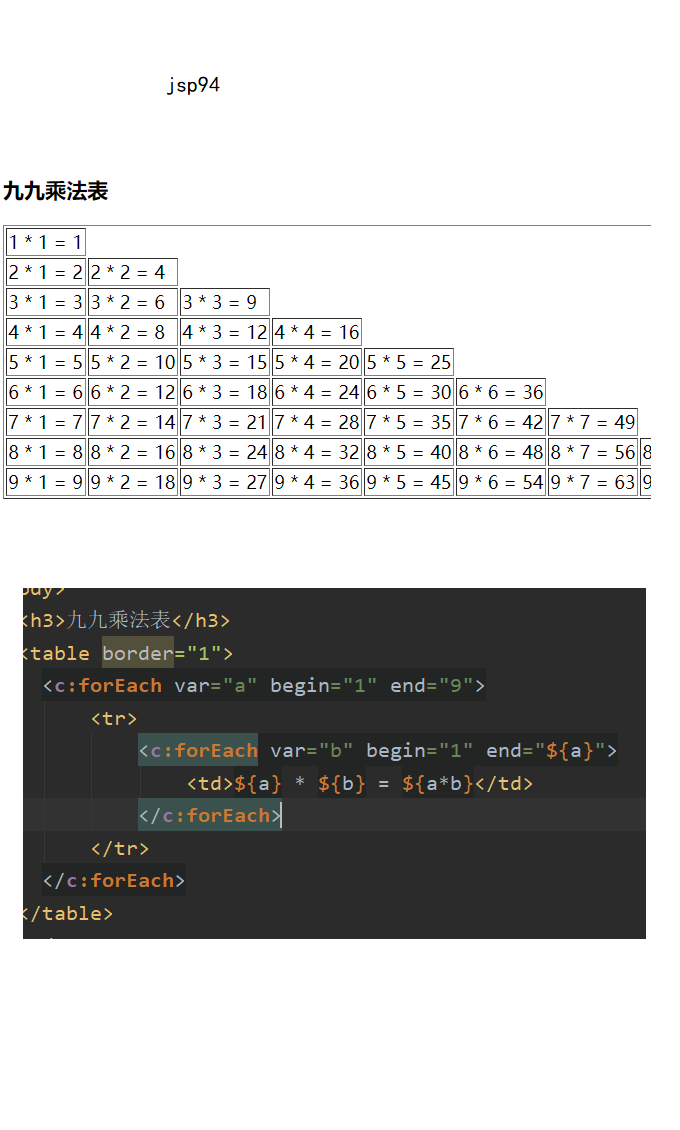 jsp94
九九乘法表
1 * 1 = 1
2 * 1 = 2 2 * 2 = 4
3 * 1 = 3 3 * 2 = 6 3 * 3 = 9
4 * 1 = 4 4 * 2 = 8 4 * 3 = 12 4 * 4 = 16
5 * 1 = 5 5 * 2 = 10 5 * 3 = 15 5 * 4 = 20 5 * 5 = 25
6 * 1 = 6 6 * 2 = 12 6 * 3 = 18 6 * 4 = 24 6 * 5 = 30 6 * 6 = 36
7 * 1 = 7 7 * 2 = 14 7 * 3 = 21 7 * 4 = 28 7 * 5 = 35 7 * 6 = 42 7 * 7 = 49
8 * 1 = 8 8 * 2 = 16 8 * 3 = 24 8 * 4 = 32 8 * 5 = 40 8 * 6 = 48 8 * 7 = 56 8
9 * 1 = 9 9 * 2 = 18 9 * 3 = 27 9 * 4 = 36 9 * 5 = 45 9 * 6 = 54 9 * 7 = 63 9
<h3>九九乘法表</h3>
<table border="1">
<c:forEach var="a" begin="1" end="9">
<tr>
<c:forEach var="b" begin="1" end="${a}">
<td>${a} * ${b} = ${a*b}</td>
</c:forEach>
</tr>
</c:forEach>
</table>